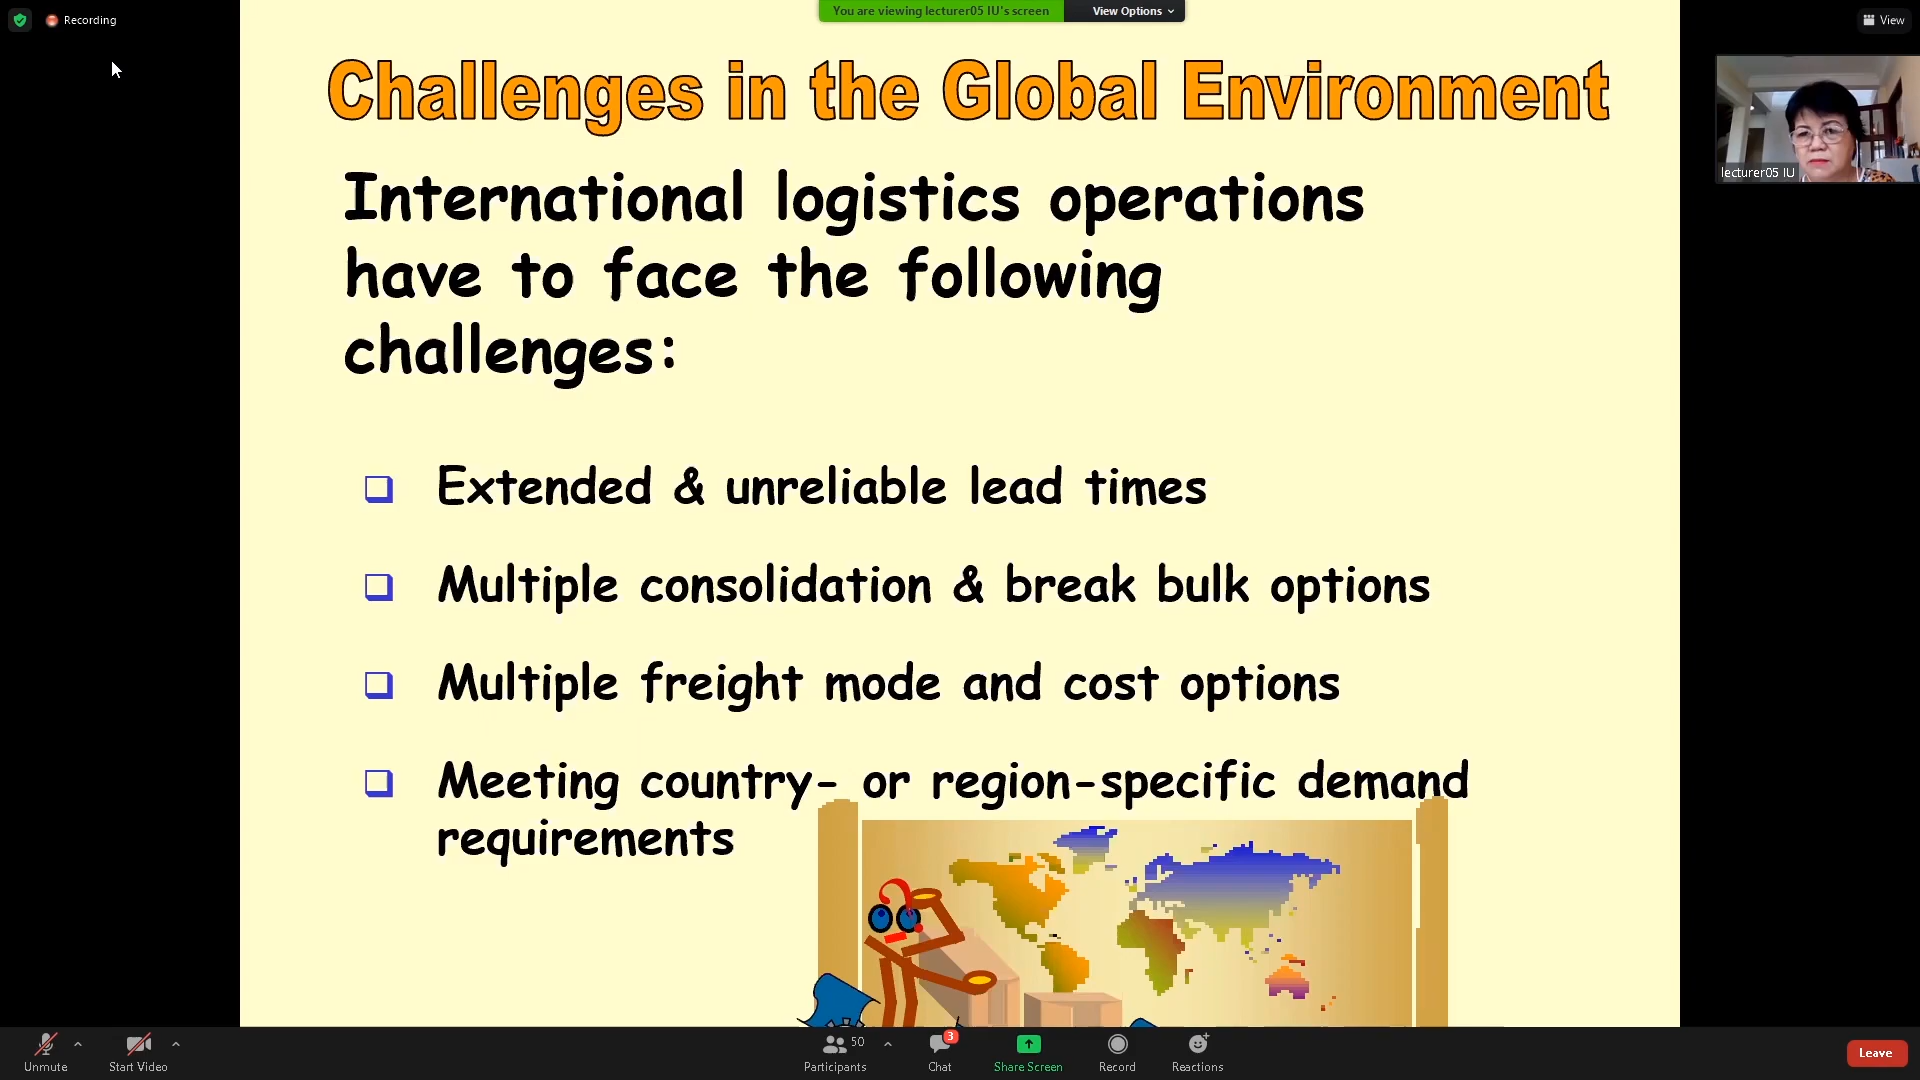 Recording
You are viewing lecturer05 IU's screen
View Options
View
Challenges in the Global Environment
lecturer05 IU
International logistics operations
have to face the following
challenges:
Extended & unreliable lead times
Multiple consolidation & break bulk options
Multiple freight mode and cost options
Meeting country- or region-specific demand
requirements
Unmute
Start Video
Participants
50
Chat
3
Share Screen
Record
Reactions
Leave